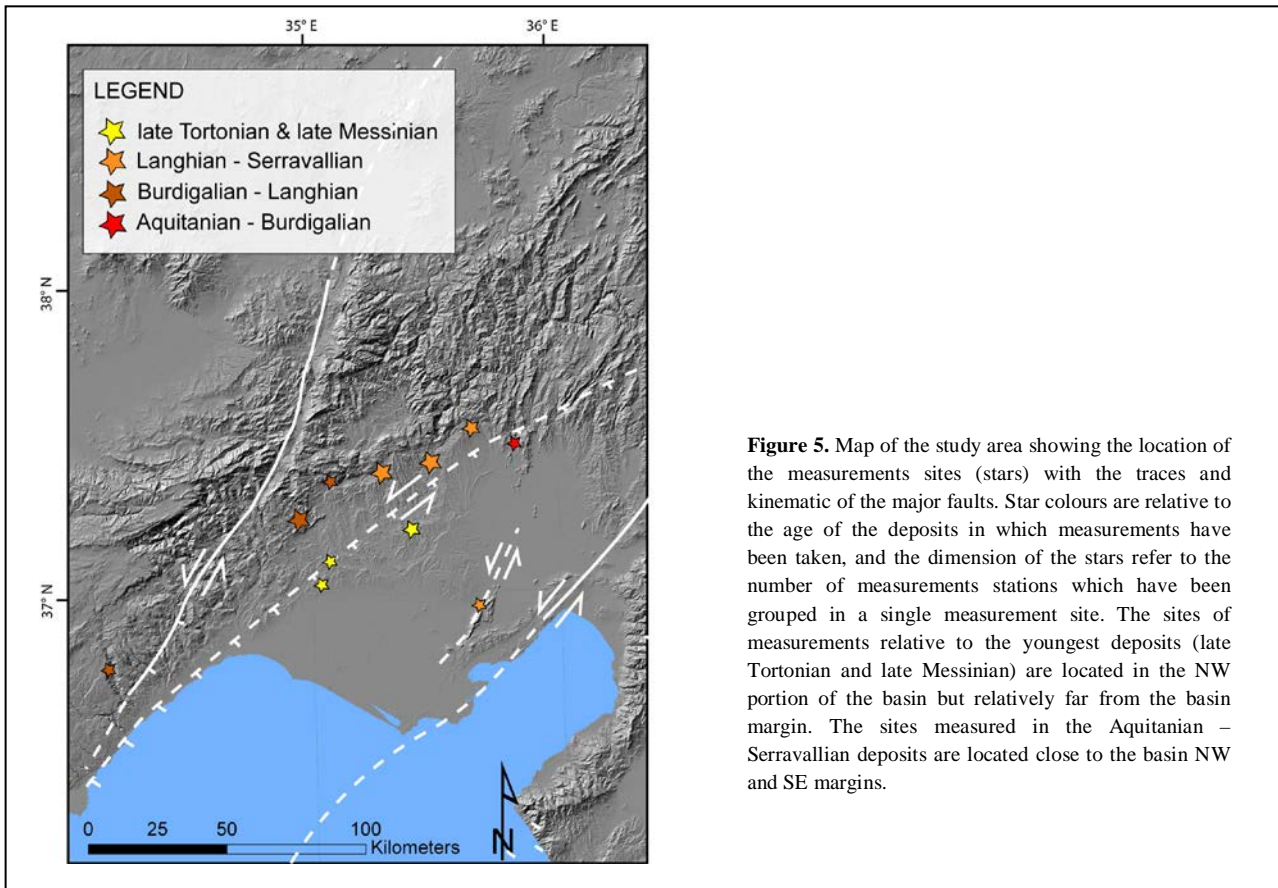 35° E
36° E
LEGEND
late Tortonian & late Messinian
Langhian - Serravallian
Burdigalian - Langhian
Aquitanian - Burdigalian
38° N
37° N
0 25 50 100
Kilometers
N
Figure 5. Map of the study area showing the location of
the measurements sites (stars) with the traces and
kinematic of the major faults. Star colours are relative to
the age of the deposits in which measurements have
been taken, and the dimension of the stars refer to the
number of measurements stations which have been
grouped in a single measurement site. The sites of
measurements relative to the youngest deposits (late
Tortonian and late Messinian) are located in the NW
portion of the basin but relatively far from the basin
margin. The sites measured in the Aquitanian –
Serravallian deposits are located close to the basin NW
and SE margins.